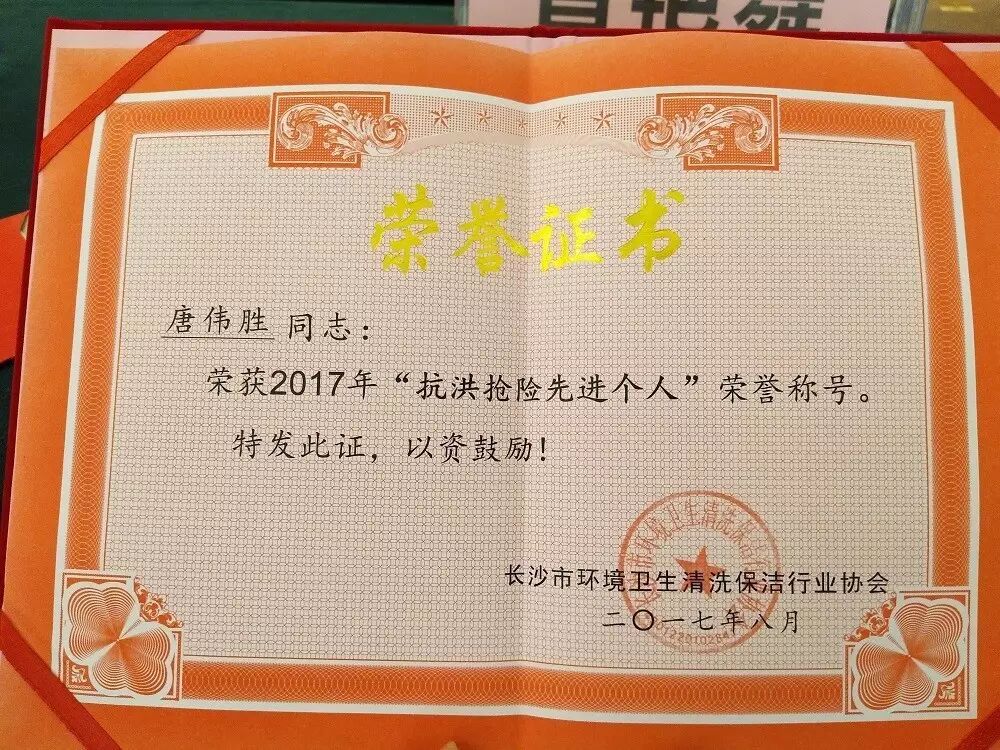 荣誉证书
唐伟胜 同志：
荣获2017年“抗洪抢险先进个人”荣誉称号。
特发此证，以资鼓励！
长沙市环境卫生清洗保洁行业协会
二〇一七年八月